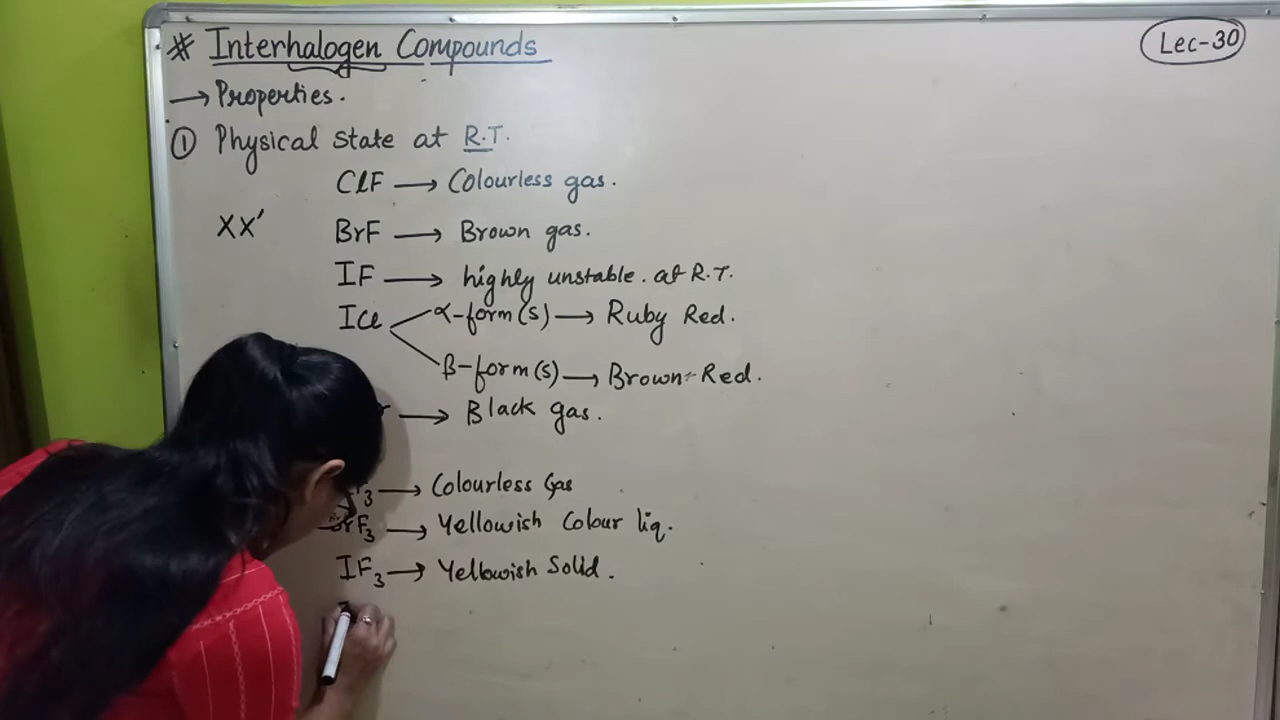 # Interhalogen Compounds
Lec-30
→ Properties.
① Physical state at R.T.
ClF → Colourless gas.
XX' BrF → Brown gas.
IF → highly unstable. at R.T.
ICl α-form(s) → Ruby Red.
β-form(s) → Brown-Red.
→ Black gas.
→ Colourless Gas
BrF₃ → Yellowish Colour liq.
IF₃ → Yellowish Solid.